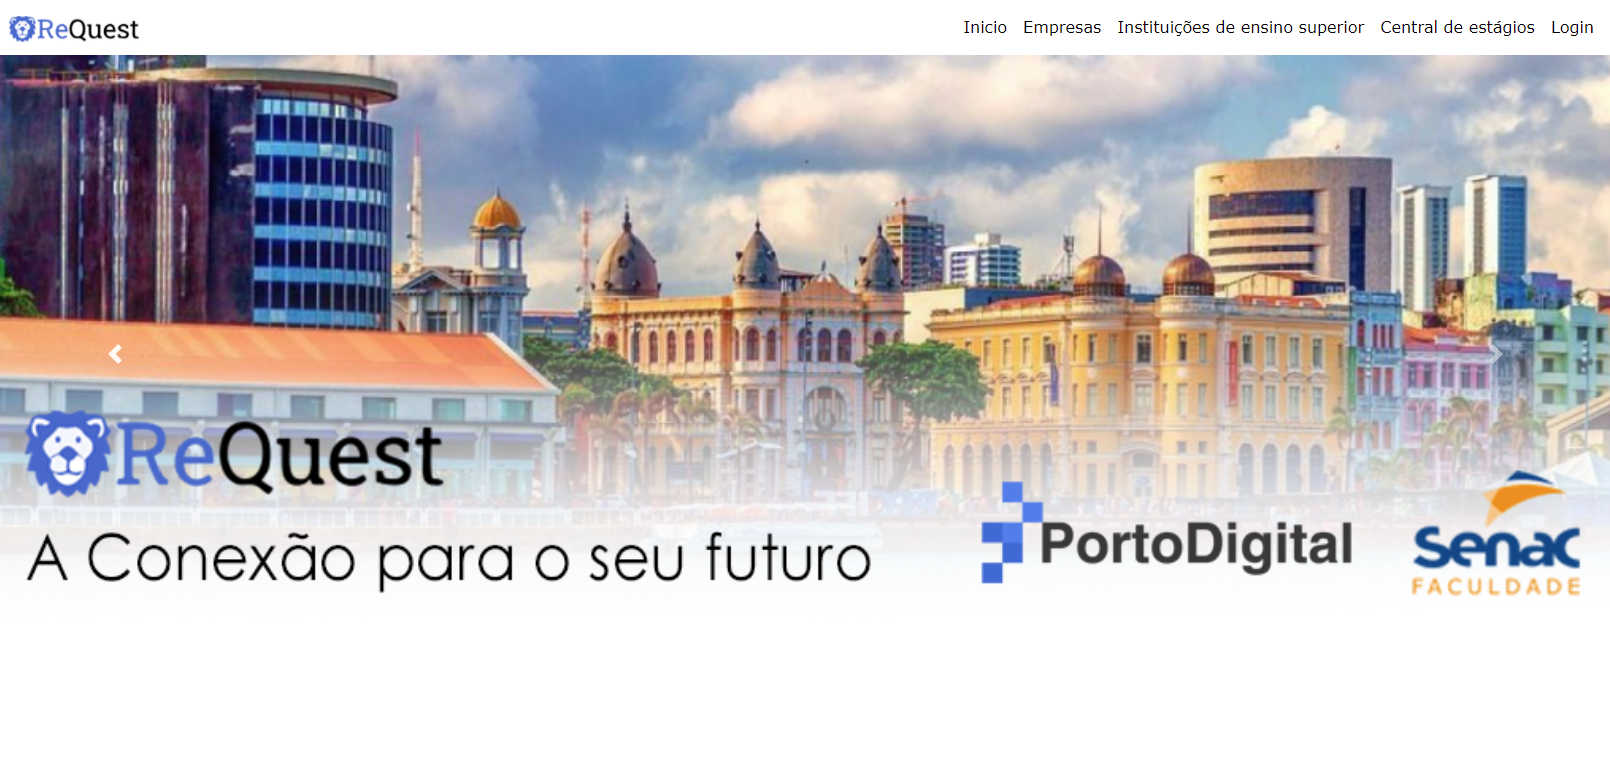 ReQuest
Inicio Empresas Instituições de ensino superior Central de estágios Login
ReQuest
A Conexão para o seu futuro
PortoDigital
Senac
FACULDADE